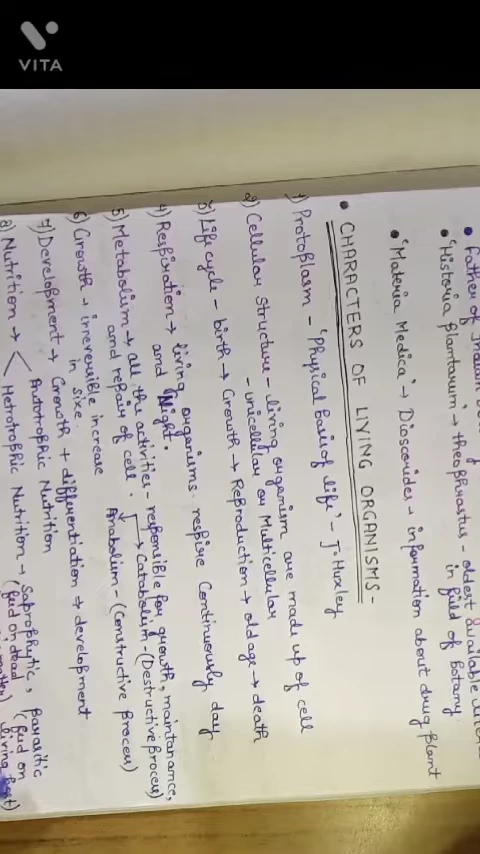 VITA
• Father of Indian
• 'Historia plantarum' → theophrastus - oldest available
in field of Botany
• 'Materia Medica' → Dioscorides → information about drug plant
• CHARACTERS OF LIVING ORGANISMS -
1) Protoplasm - 'Physical basis of life' - J. Huxley
2) Cellular structure - living organism are made up of cell
- unicellular or Multicellular
3) Life cycle - birth → Growth → Reproduction → old age → death
4) Respiration → living organisms respire continuously day
and Night.
5) Metabolism → all the activities - responsible for growth, maintanance,
and repair of cell. → Catabolism - (Destructive process)
Anabolism - (Constructive process)
6) Growth → irreversible increase
in size.
7) Development → Growth + differentiation → development
8) Nutrition → Autotrophic Nutrition
Hetrotrophic Nutrition → Saprophytic, Parasitic
(feed on dead (feed on
matter) living host)